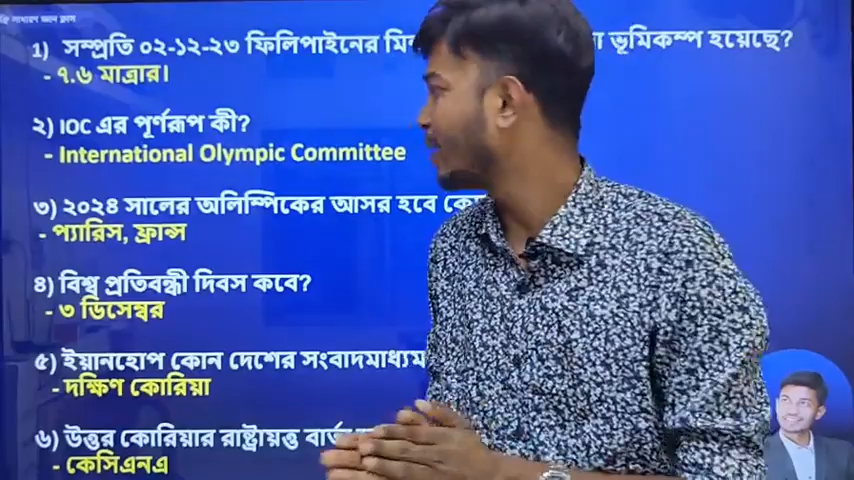 ফ্রি সাধারণ জ্ঞান ক্লাস
1) সম্প্রতি ০২-১২-২৩ ফিলিপাইনের ভূমিকম্প হয়েছে?
- ৭.৬ মাত্রার।
২) IOC এর পূর্ণরূপ কী?
- International Olympic Committee
৩) ২০২৪ সালের অলিম্পিকের আসর হবে
- প্যারিস, ফ্রান্স
৪) বিশ্ব প্রতিবন্ধী দিবস কবে?
- ৩ ডিসেম্বর
৫) ইয়ানহোপ কোন দেশের সংবাদমাধ্যম
- দক্ষিণ কোরিয়া
৬) উত্তর কোরিয়ার রাষ্ট্রায়ত্ত
- কেসিএনএ